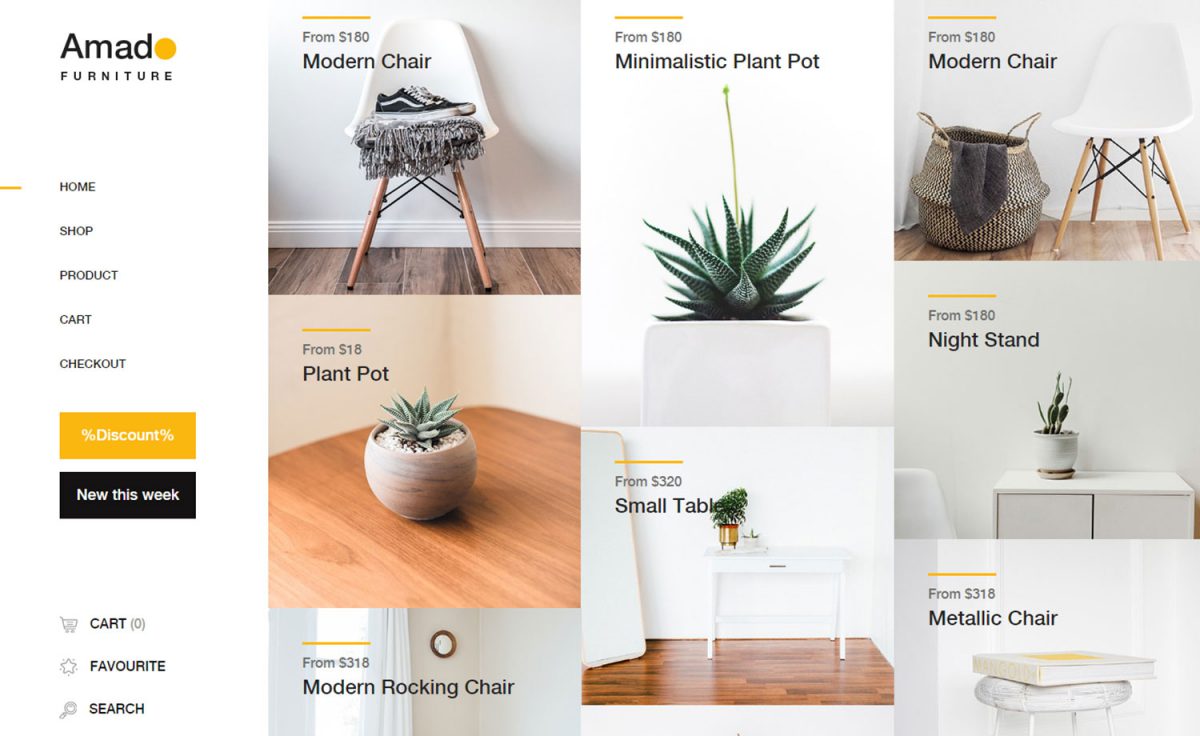 Amado
FURNITURE
HOME
SHOP
PRODUCT
CART
CHECKOUT
%Discount%
New this week
CART (0)
FAVOURITE
SEARCH
From $180
Modern Chair
From $18
Plant Pot
From $318
Modern Rocking Chair
From $180
Minimalistic Plant Pot
From $320
Small Table
From $180
Modern Chair
From $180
Night Stand
From $318
Metallic Chair